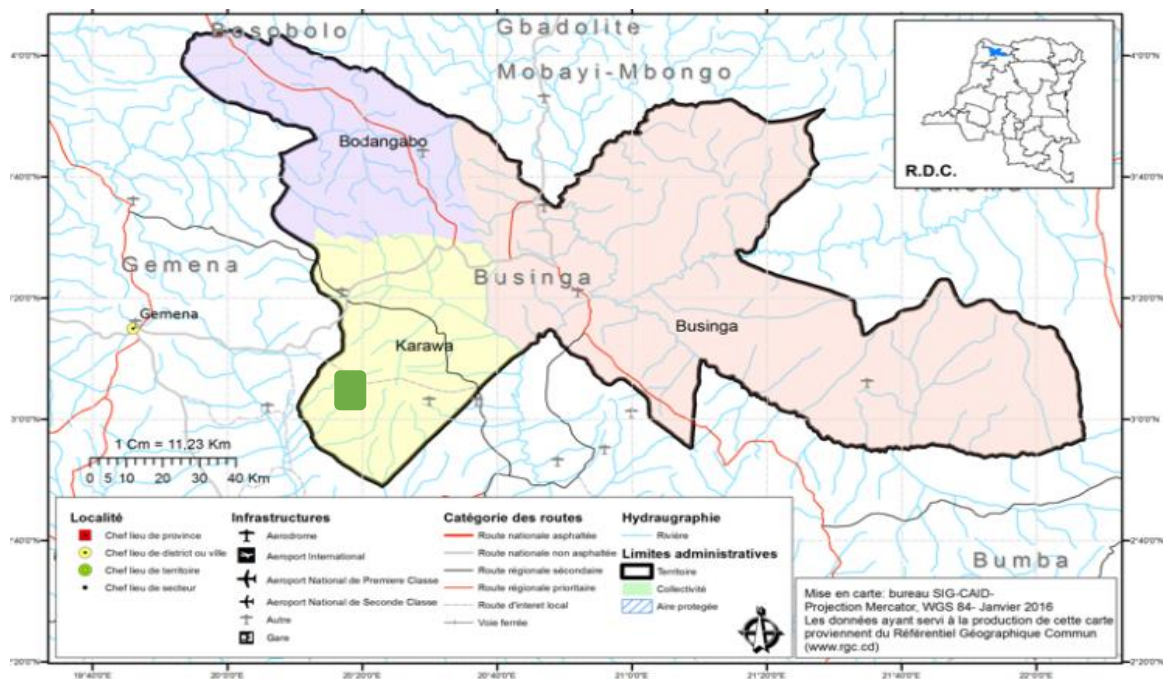 Bosobolo
Gbadolite
Mobayi-Mbongo
4°0'0"N
Bodangabo
R.D.C.
3°40'0"N
Gemena
Businga
3°20'0"N
Gemena
Karawa
Businga
3°0'0"N
1 Cm = 11,23 Km
0 5 10 20 30 40 Km
Bumba
Localité
Chef lieu de province
Chef lieu de district ou ville
Chef lieu de territoire
Chef lieu de secteur
Infrastructures
Aerodrome
Aeroport International
Aeroport National de Premiere Classe
Aeroport National de Seconde Classe
Autre
Gare
Catégorie des routes
Route nationale asphaltée
Route nationale non asphaltée
Route régionale sécondaire
Route régionale prioritaire
Route d'interet local
Voie ferrée
Hydraugraphie
Rivière
Limites administratives
Territoire
Collectivité
Aire protegée
Mise en carte: bureau SIG-CAID-
Projection Mercator, WGS 84- Janvier 2016
Les données ayant servi à la production de cette carte
proviennent du Référentiel Géographique Commun
(www.rgc.cd)
2°40'0"N
2°20'0"N
19°40'0"E 20°0'0"E 20°20'0"E 20°40'0"E 21°0'0"E 21°20'0"E 21°40'0"E 22°0'0"E